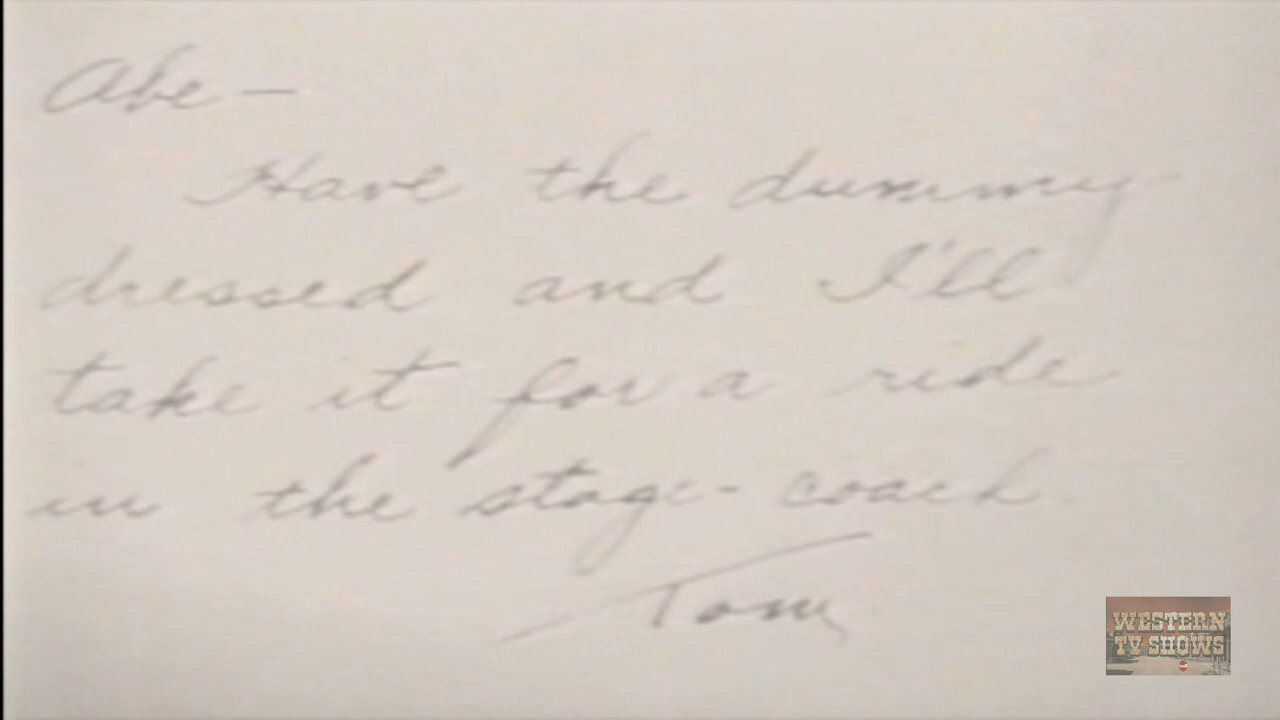 Abe —
Have the dummy
dressed and I'll
take it for a ride
in the stage-coach.
Tom
WESTERN
TV SHOWS